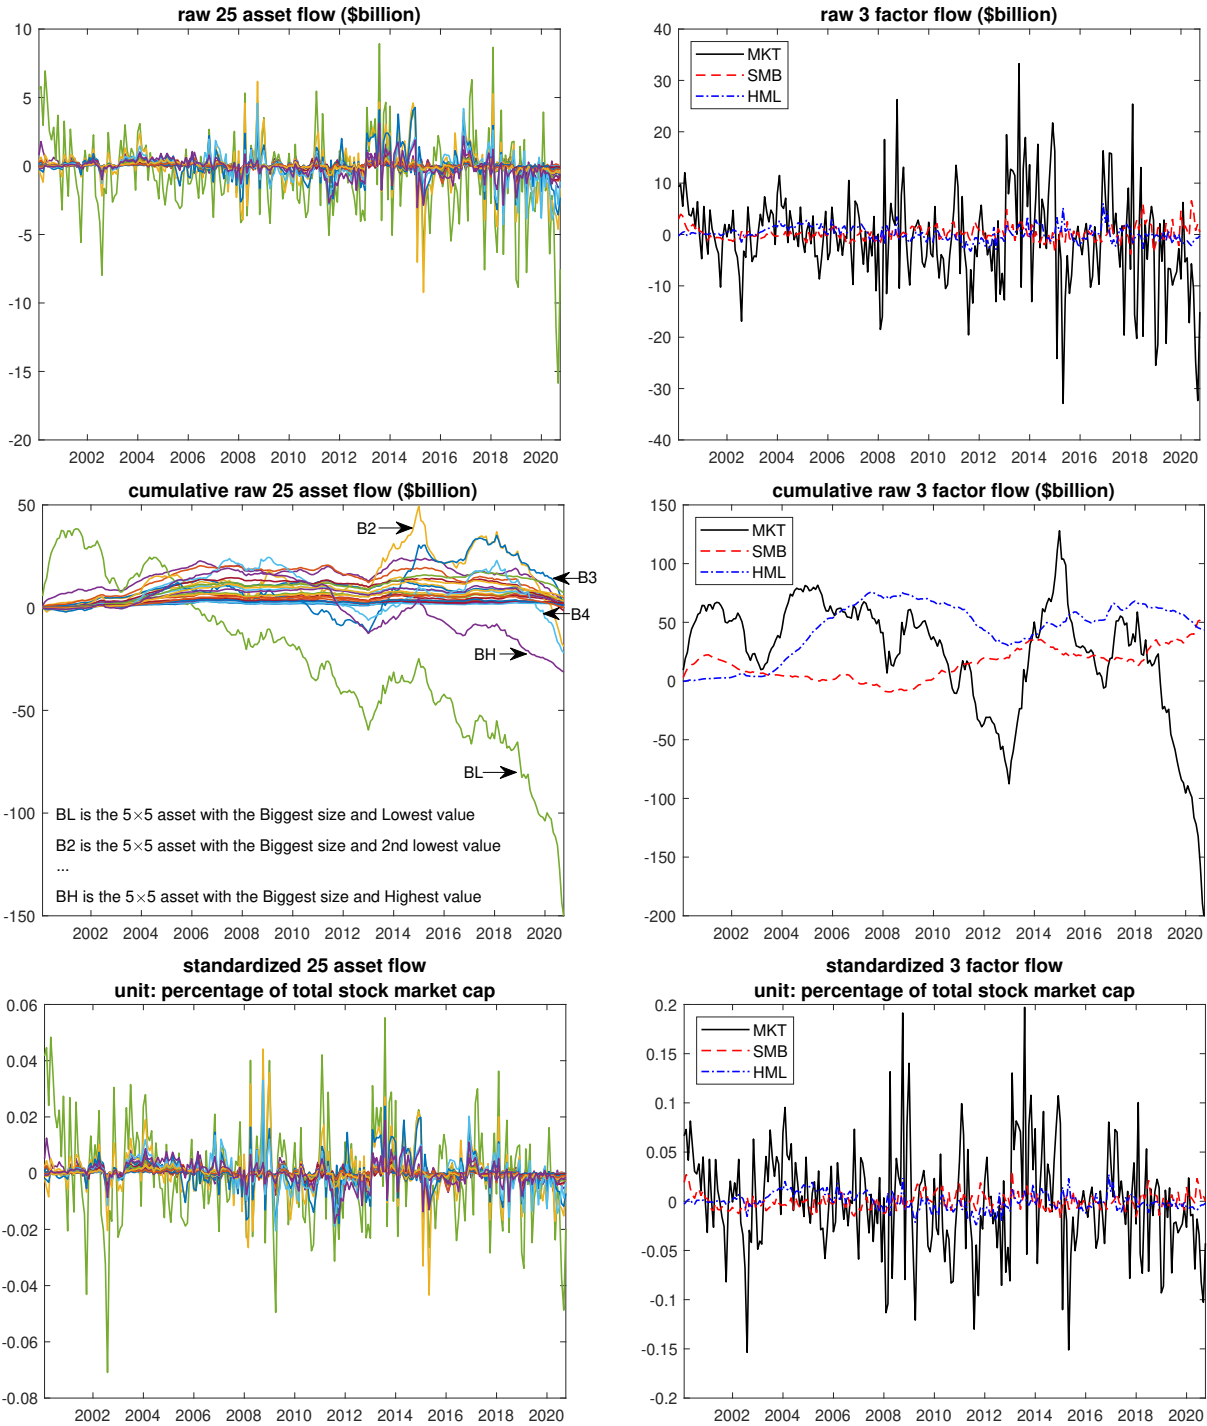 raw 25 asset flow ($billion)
10
5
0
-5
-10
-15
-20
2002 2004 2006 2008 2010 2012 2014 2016 2018 2020
raw 3 factor flow ($billion)
40
30
20
10
0
-10
-20
-30
-40
MKT
SMB
HML
2002 2004 2006 2008 2010 2012 2014 2016 2018 2020
cumulative raw 25 asset flow ($billion)
50
0
-50
-100
-150
B2
B3
B4
BH
BL
BL is the 5×5 asset with the Biggest size and Lowest value
B2 is the 5×5 asset with the Biggest size and 2nd lowest value
...
BH is the 5×5 asset with the Biggest size and Highest value
2002 2004 2006 2008 2010 2012 2014 2016 2018 2020
cumulative raw 3 factor flow ($billion)
150
100
50
0
-50
-100
-150
-200
MKT
SMB
HML
2002 2004 2006 2008 2010 2012 2014 2016 2018 2020
standardized 25 asset flow
unit: percentage of total stock market cap
0.06
0.04
0.02
0
-0.02
-0.04
-0.06
-0.08
2002 2004 2006 2008 2010 2012 2014 2016 2018 2020
standardized 3 factor flow
unit: percentage of total stock market cap
0.2
0.15
0.1
0.05
0
-0.05
-0.1
-0.15
-0.2
MKT
SMB
HML
2002 2004 2006 2008 2010 2012 2014 2016 2018 2020